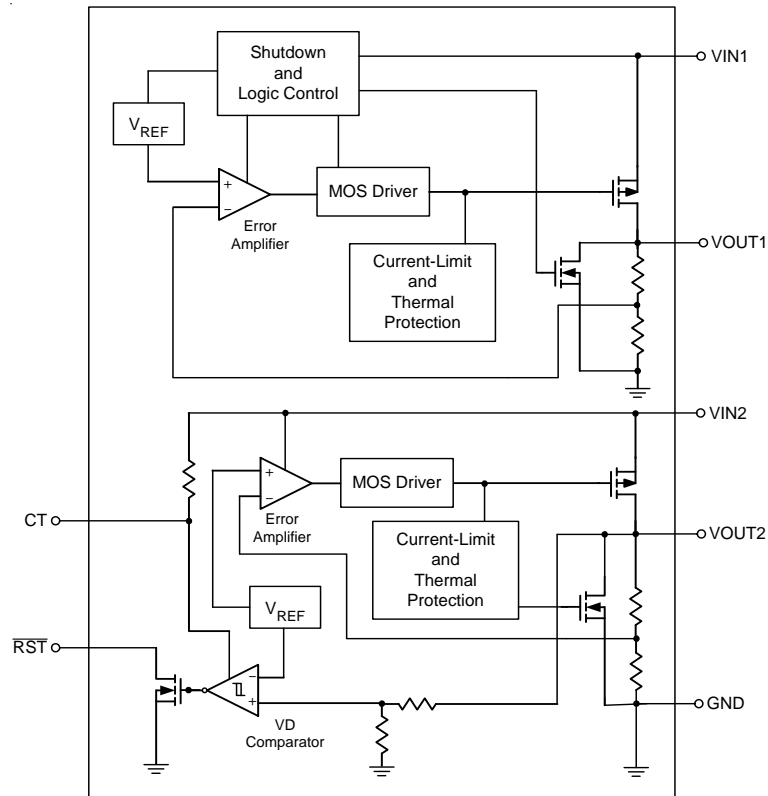 Shutdown
and
Logic Control
VIN1
VREF
+
−
MOS Driver
Error
Amplifier
VOUT1
Current-Limit
and
Thermal
Protection
VIN2
+
−
MOS Driver
CT
Error
Amplifier
VOUT2
Current-Limit
and
Thermal
Protection
VREF
RST
−
+
VD
Comparator
GND